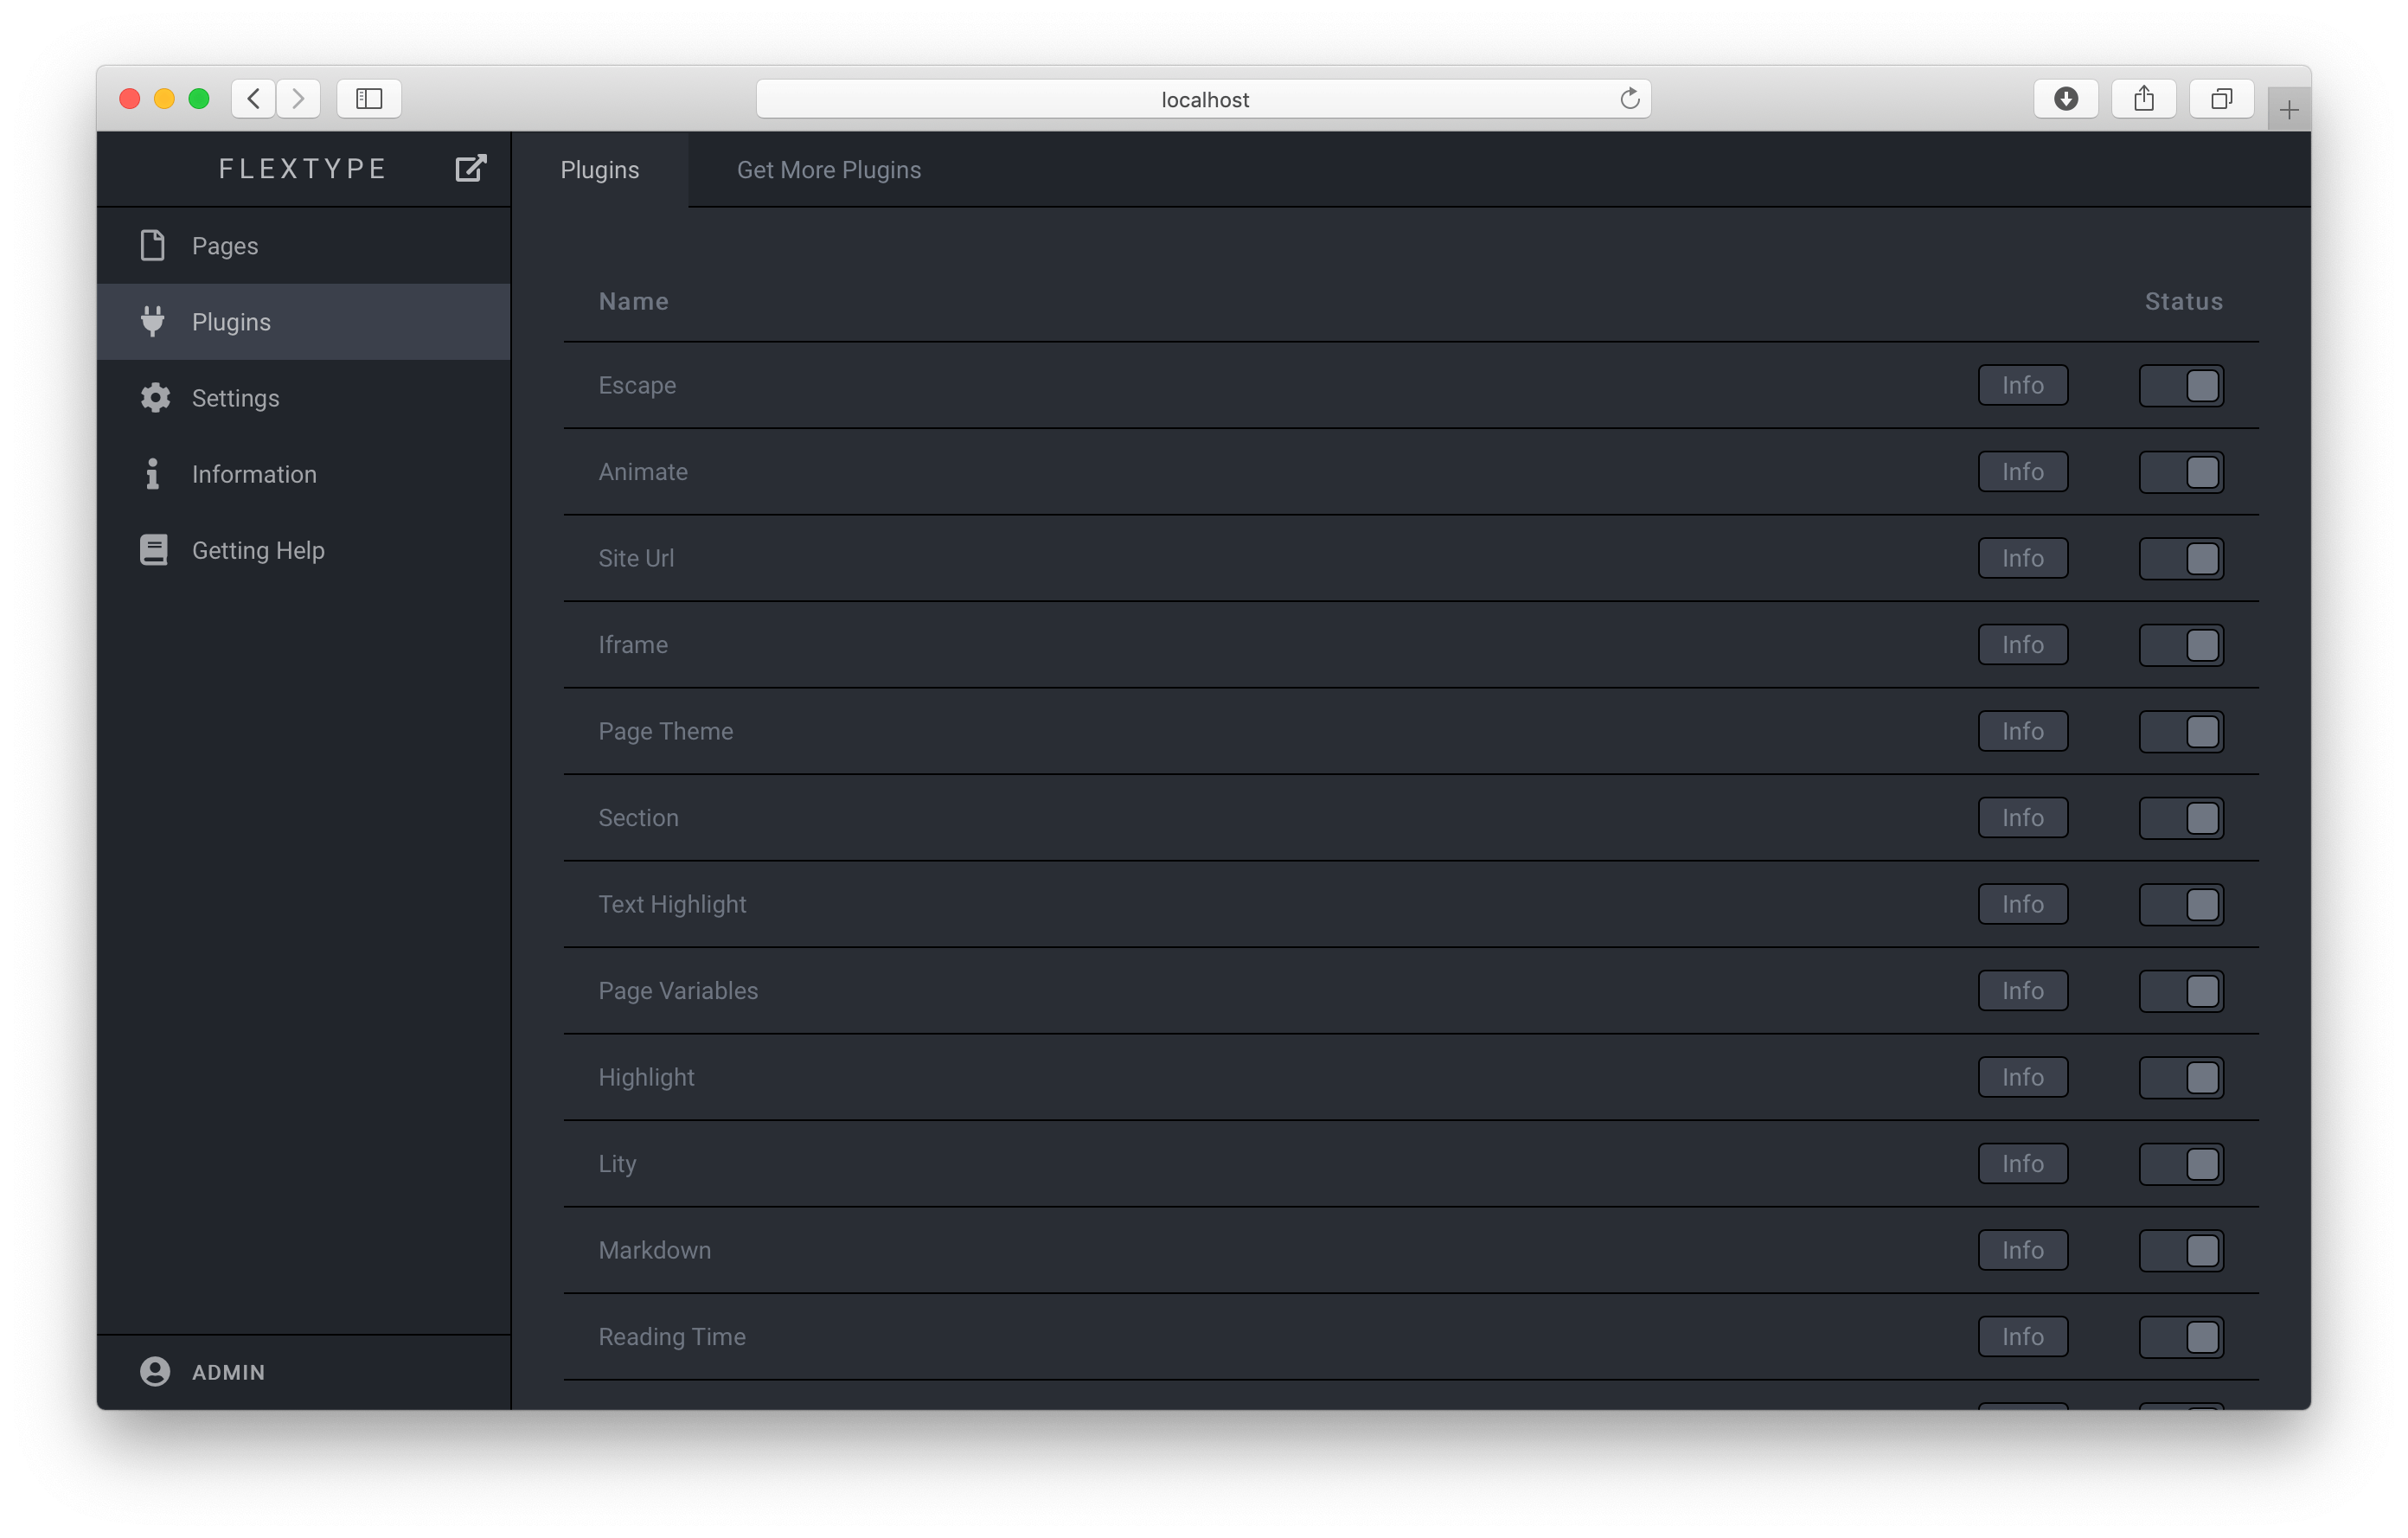 localhost
FLEXTYPE
Plugins Get More Plugins
Pages
Plugins
Settings
Information
Getting Help
ADMIN
Name Status
Escape Info
Animate Info
Site Url Info
Iframe Info
Page Theme Info
Section Info
Text Highlight Info
Page Variables Info
Highlight Info
Lity Info
Markdown Info
Reading Time Info